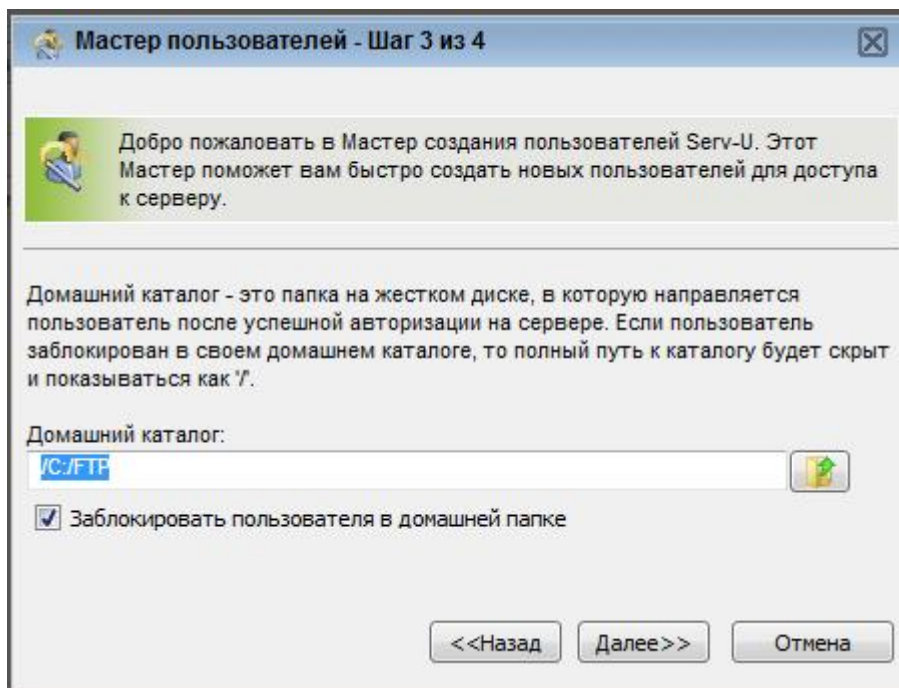 Мастер пользователей - Шаг 3 из 4
Добро пожаловать в Мастер создания пользователей Serv-U. Этот
Мастер поможет вам быстро создать новых пользователей для доступа
к серверу.
Домашний каталог - это папка на жестком диске, в которую направляется
пользователь после успешной авторизации на сервере. Если пользователь
заблокирован в своем домашнем каталоге, то полный путь к каталогу будет скрыт
и показываться как '/'.
Домашний каталог:
/C:/FTP
Заблокировать пользователя в домашней папке
<<Назад Далее>> Отмена